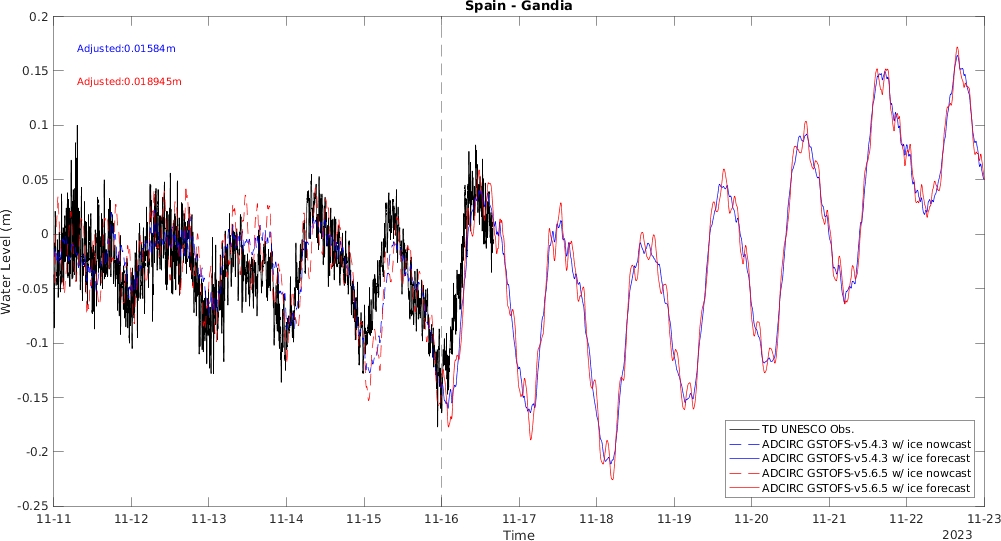 Spain - Gandia
Adjusted:0.01584m
Adjusted:0.018945m
Water Level (m)
0.2
0.15
0.1
0.05
0
-0.05
-0.1
-0.15
-0.2
-0.25
TD UNESCO Obs.
ADCIRC GSTOFS-v5.4.3 w/ ice nowcast
ADCIRC GSTOFS-v5.4.3 w/ ice forecast
ADCIRC GSTOFS-v5.6.5 w/ ice nowcast
ADCIRC GSTOFS-v5.6.5 w/ ice forecast
11-11 11-12 11-13 11-14 11-15 11-16 11-17 11-18 11-19 11-20 11-21 11-22 11-23
Time
2023